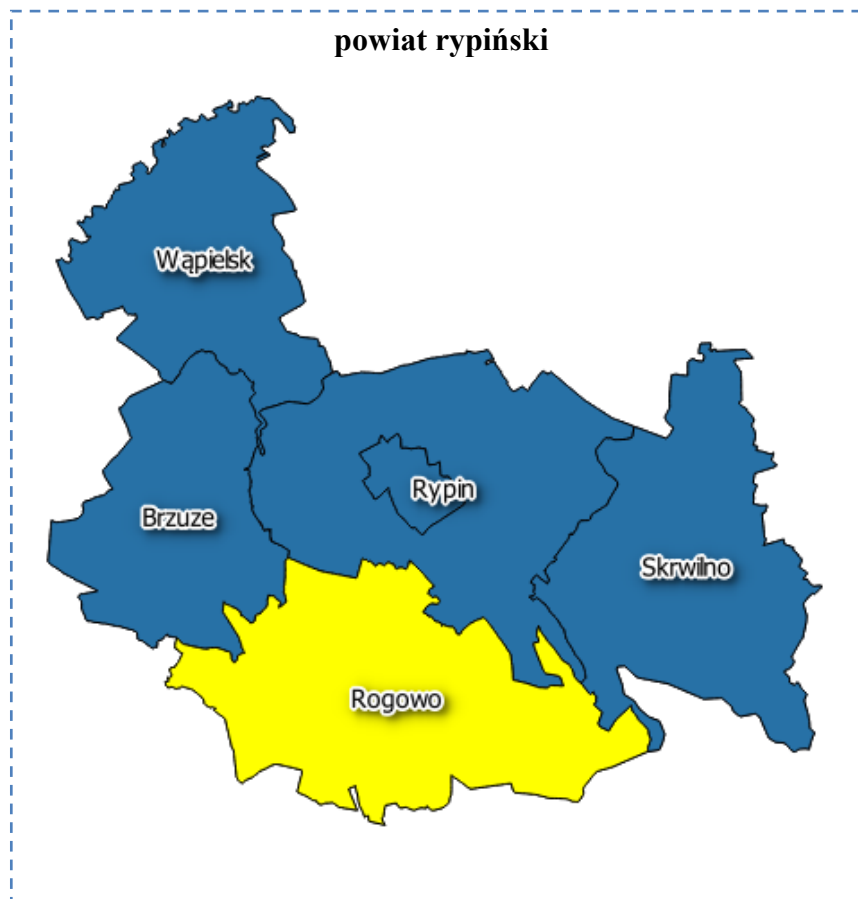 powiat rypiński
Wąpielsk
Rypin
Brzuze
Skrwilno
Rogowo